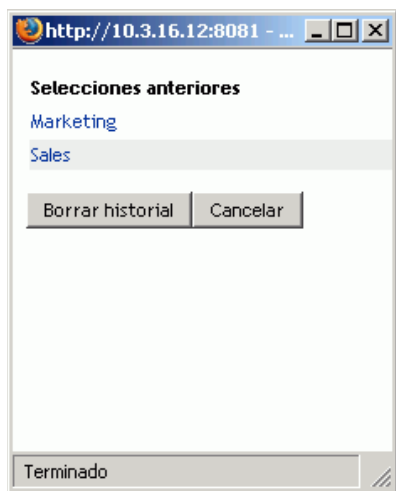 http://10.3.16.12:8081 - ...
Selecciones anteriores
Marketing
Sales
Borrar historial Cancelar
Terminado